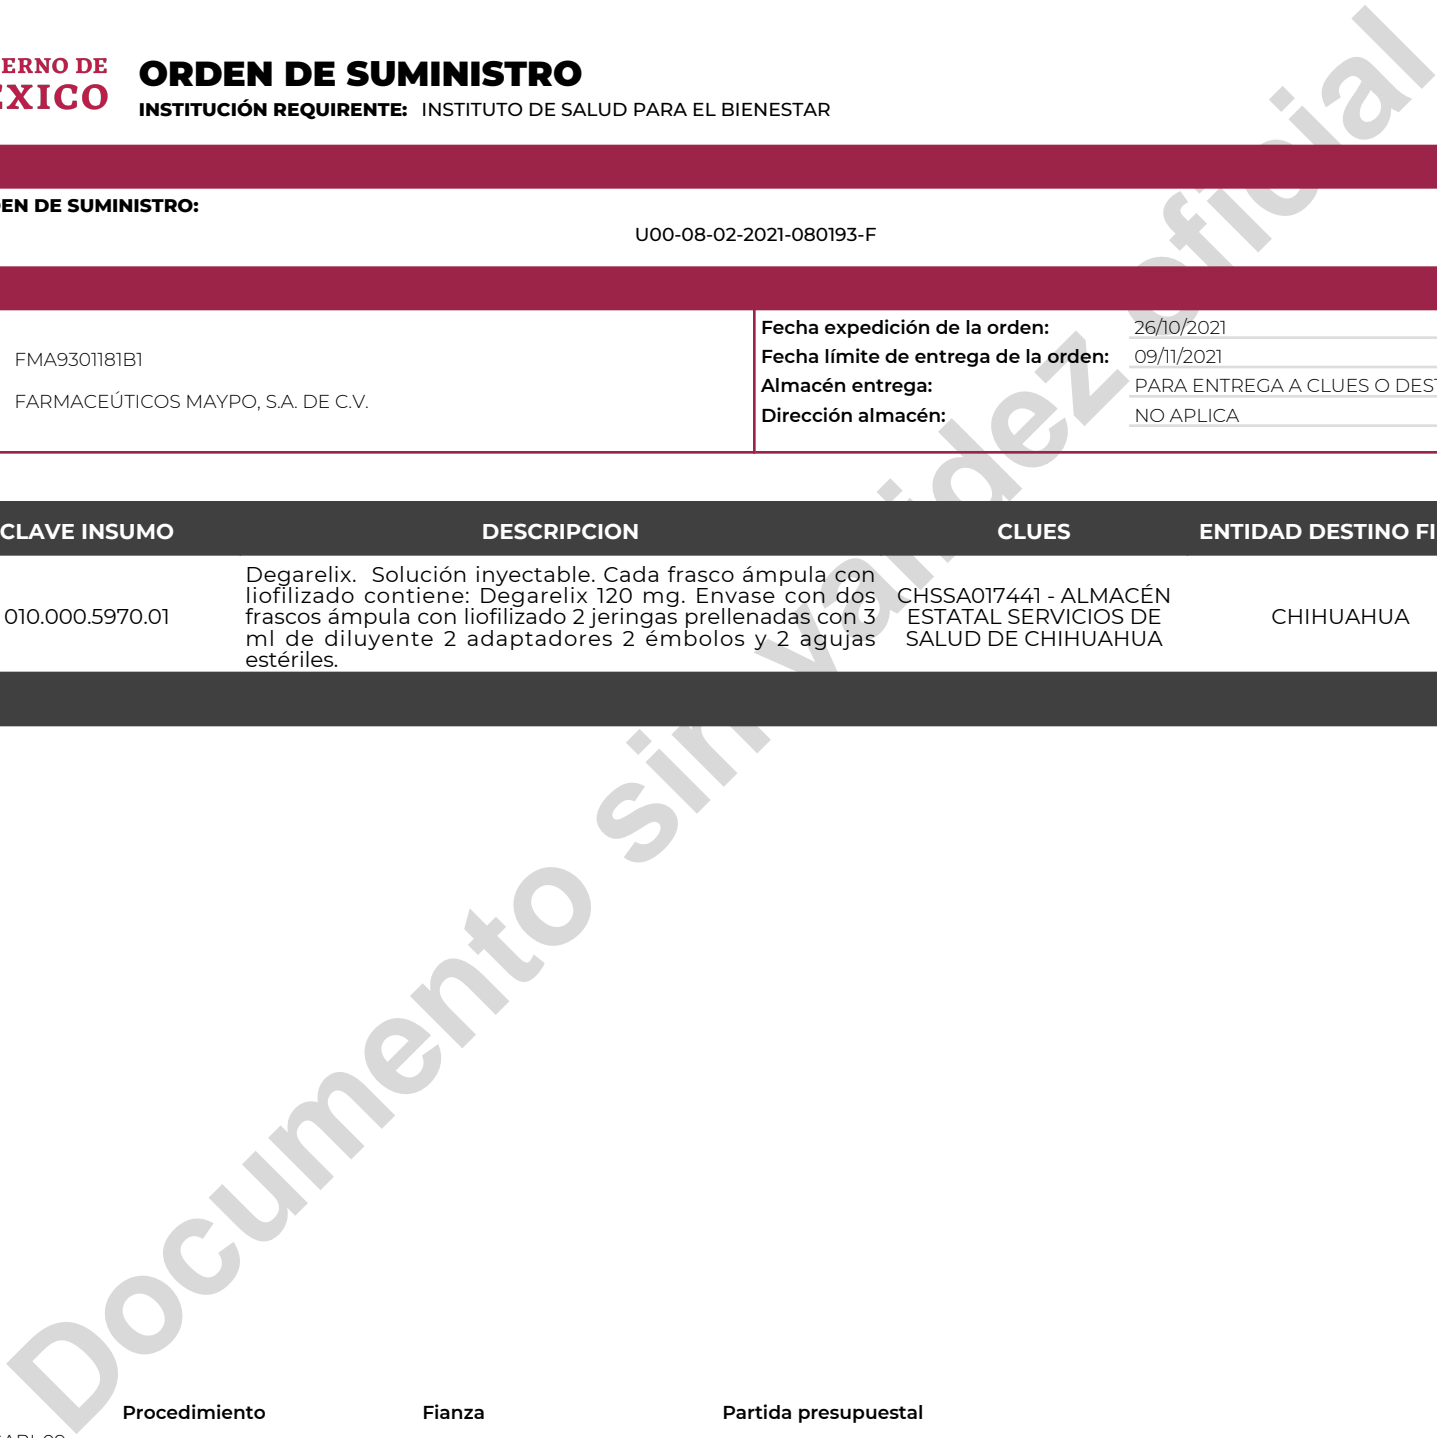 ERNO DE
ORDEN DE SUMINISTRO
EXICO
INSTITUCIÓN REQUIRENTE: INSTITUTO DE SALUD PARA EL BIENESTAR
EN DE SUMINISTRO:
U00-08-02-2021-080193-F
FMA9301181B1
FARMACEÚTICOS MAYPO, S.A. DE C.V.
Fecha expedición de la orden: 26/10/2021
Fecha límite de entrega de la orden: 09/11/2021
Almacén entrega: PARA ENTREGA A CLUES O DEST
Dirección almacén: NO APLICA
CLAVE INSUMO DESCRIPCION CLUES ENTIDAD DESTINO FI
010.000.5970.01
Degarelix. Solución inyectable. Cada frasco ámpula con
liofilizado contiene: Degarelix 120 mg. Envase con dos
frascos ámpula con liofilizado 2 jeringas prellenadas con 3
ml de diluyente 2 adaptadores 2 émbolos y 2 agujas
estériles.
CHSSA017441 - ALMACÉN
ESTATAL SERVICIOS DE
SALUD DE CHIHUAHUA
CHIHUAHUA
Documento sin validez oficial
Procedimiento Fianza Partida presupuestal